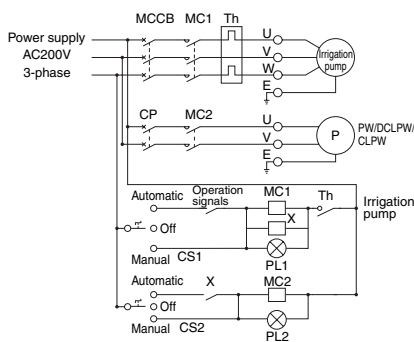 MCCB MC1 Th
Power supply
AC200V
3-phase
U
V
W
E
Irrigation
pump
CP MC2
U
V
E
P
PW/DCLPW/
CLPW
Automatic
Operation
signals
MC1
Th
Irrigation
pump
X
Off
Manual CS1
PL1
Automatic
X
MC2
Off
Manual CS2
PL2